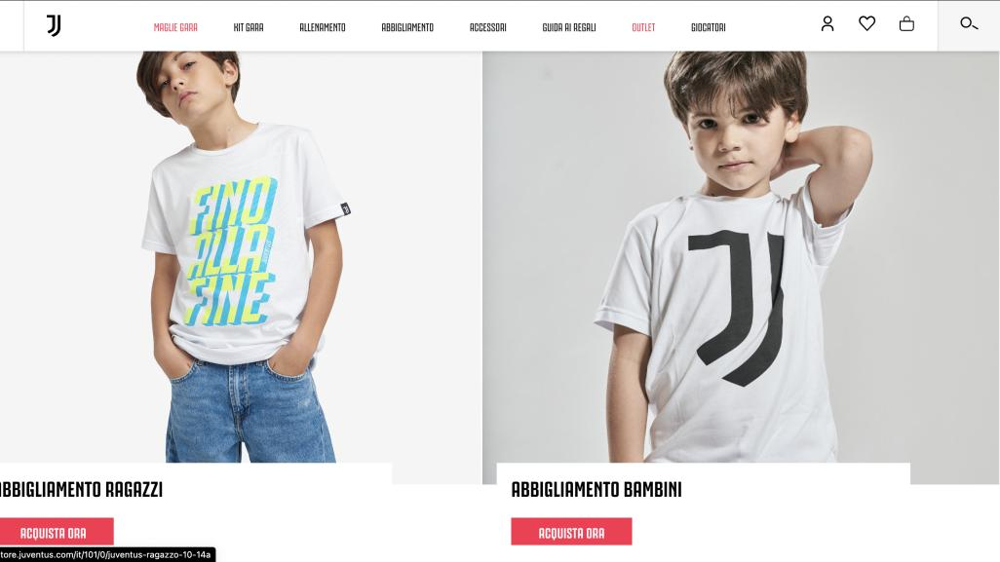 MAGLIE GARA
KIT GARA
ALLENAMENTO
ABBIGLIAMENTO
ACCESSORI
GUIDA AI REGALI
OUTLET
GIOCATORI
FINO
ALLA
FINE
ABBIGLIAMENTO RAGAZZI
ABBIGLIAMENTO BAMBINI
ACQUISTA ORA
ACQUISTA ORA
tore.juventus.com/it/101/0/juventus-ragazzo-10-14a